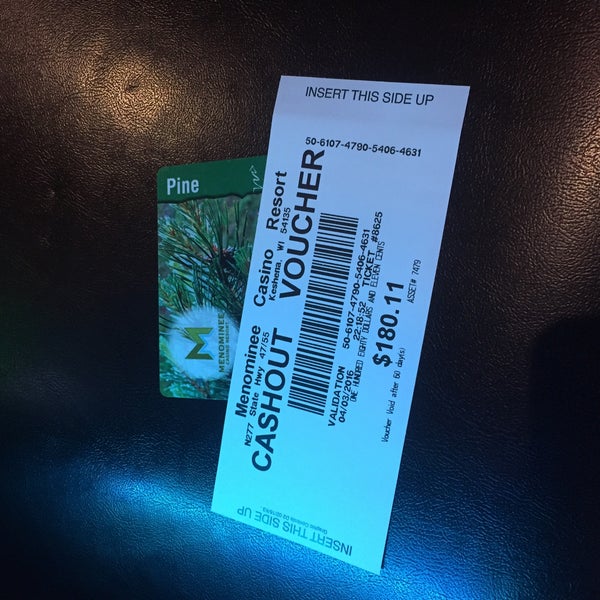 Pine
M
MENOMINEE
CASINO RESORT
INSERT THIS SIDE UP
50-6107-4790-5406-4631
Menominee Casino Resort
N277 State Hwy 47/55 Keshena, WI 54135
CASHOUT VOUCHER
VALIDATION 50-6107-4790-5406-4631
04/03/2016 22:18:52 TICKET #8625
ONE HUNDRED EIGHTY DOLLARS AND ELEVEN CENTS
$180.11
Voucher Void after 60 day(s) ASSET# 7479
INSERT THIS SIDE UP